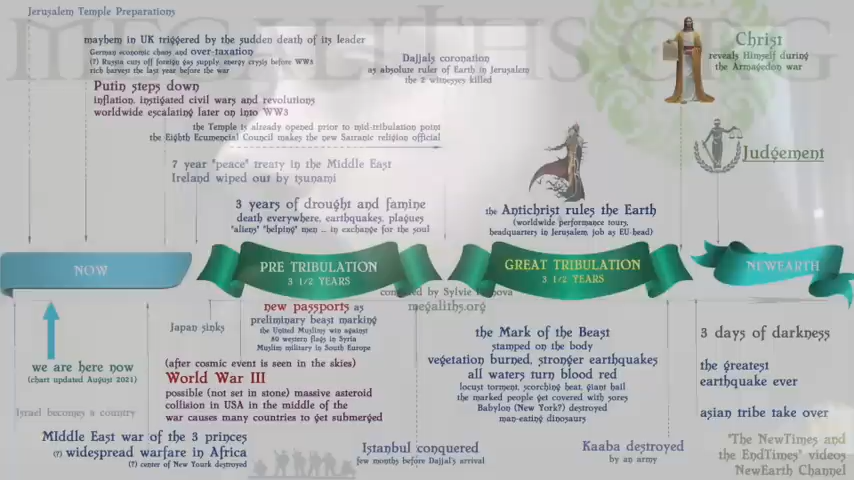 MEGALITHS.ORG
Jerusalem Temple Preparations
mayhem in UK triggered by the sudden death of its leader
German economic chaos and over-taxation
(?) Russia cuts off foreign gas supply, energy crysis before WW3
rich harvest the last year before the war
Putin steps down
inflation, instigated civil wars and revolutions
worldwide escalating later on into WW3
Dajjals coronation
as absolute ruler of Earth in Jerusalem
the 2 witnesses killed
Christ
reveals Himself during
the Armagedon war
the Temple is already opened prior to mid-tribulation point
the Eighth Ecumencial Council makes the new Sartanic religion official
7 year "peace" treaty in the Middle East
Ireland wiped out by tsunami
Judgement
3 years of drought and famine
death everywhere, earthquakes, plagues
"aliens" "helping" men ... in exchange for the soul
the Antichrist rules the Earth
(worldwide performance tours,
headquarters in Jerusalem, job as EU-head)
NOW
PRE TRIBULATION
3 1/2 YEARS
GREAT TRIBULATION
3 1/2 YEARS
NEWEARTH
by Sylvie
megaliths.org
we are here now
(chart updated August 2021)
Israel becomes a country
Japan sinks
new passports as
preliminary beast marking
the United Muslims win against
80 western flags in Syria
Muslim military in South Europe
(after cosmic event is seen in the skies)
World War III
possible (not set in stone) massive asteroid
collision in USA in the middle of the
war causes many countries to get submerged
MIddle East war of the 3 princes
(?) widespread warfare in Africa
(?) center of New Yourk destroyed
the Mark of the Beast
stamped on the body
vegetation burned, stronger earthquakes
all waters turn blood red
locust torment, scorching heat, giant hail
the marked people get covered with sores
Babylon (New York?) destroyed
man-eating dinosaurs
Istanbul conquered
few months before Dajjal's arrival
Kaaba destroyed
by an army
3 days of darkness
the greatest
earthquake ever
asian tribe take over
"The NewTimes and
the EndTimes" videos
NewEarth Channel